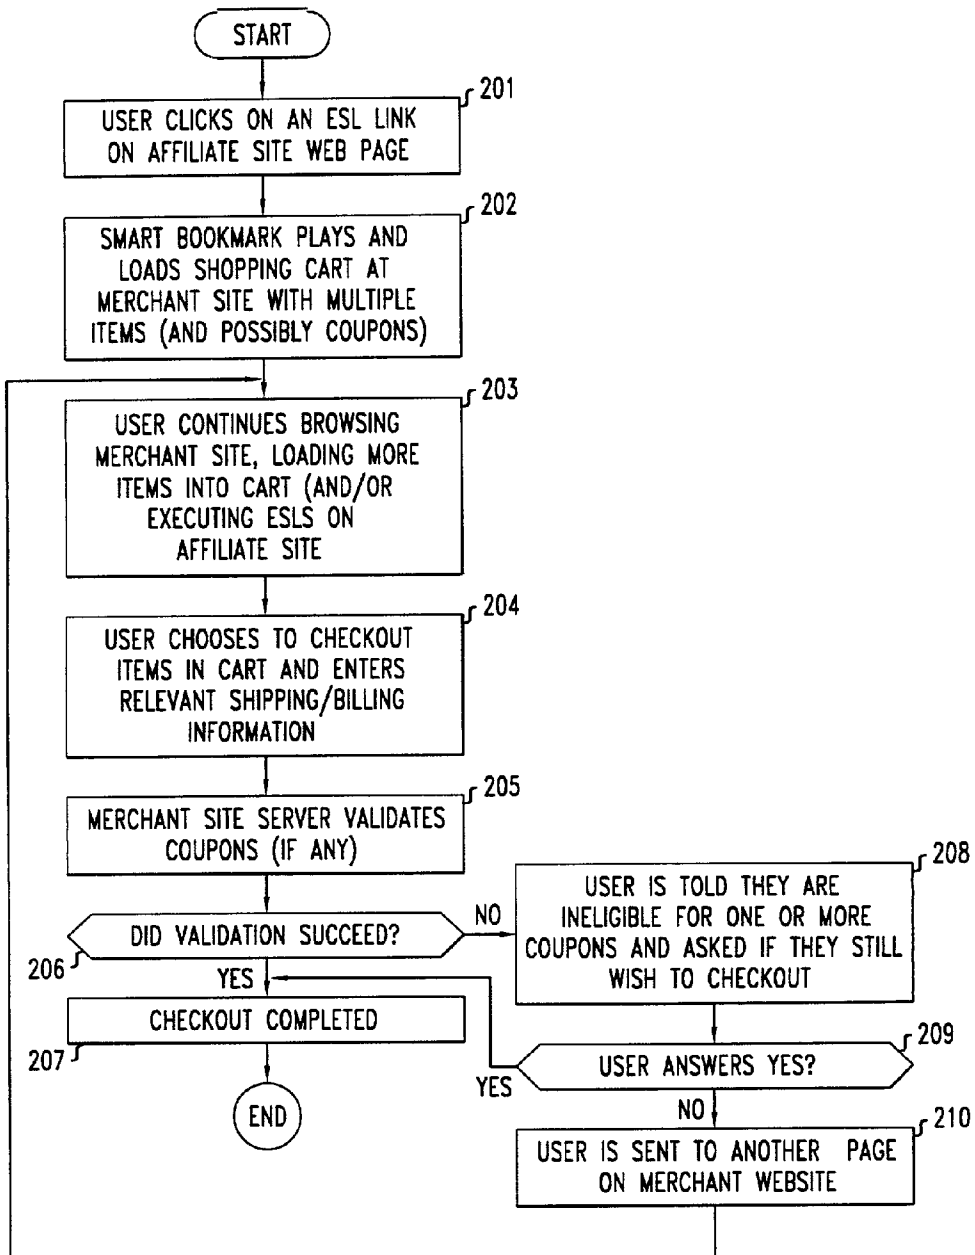 START
201
USER CLICKS ON AN ESL LINK
ON AFFILIATE SITE WEB PAGE
202
SMART BOOKMARK PLAYS AND
LOADS SHOPPING CART AT
MERCHANT SITE WITH MULTIPLE
ITEMS (AND POSSIBLY COUPONS)
203
USER CONTINUES BROWSING
MERCHANT SITE, LOADING MORE
ITEMS INTO CART (AND/OR
EXECUTING ESLS ON
AFFILIATE SITE
204
USER CHOOSES TO CHECKOUT
ITEMS IN CART AND ENTERS
RELEVANT SHIPPING/BILLING
INFORMATION
205
MERCHANT SITE SERVER VALIDATES
COUPONS (IF ANY)
206
DID VALIDATION SUCCEED?
NO
YES
208
USER IS TOLD THEY ARE
INELIGIBLE FOR ONE OR MORE
COUPONS AND ASKED IF THEY STILL
WISH TO CHECKOUT
207
CHECKOUT COMPLETED
END
209
USER ANSWERS YES?
YES
NO
210
USER IS SENT TO ANOTHER PAGE
ON MERCHANT WEBSITE